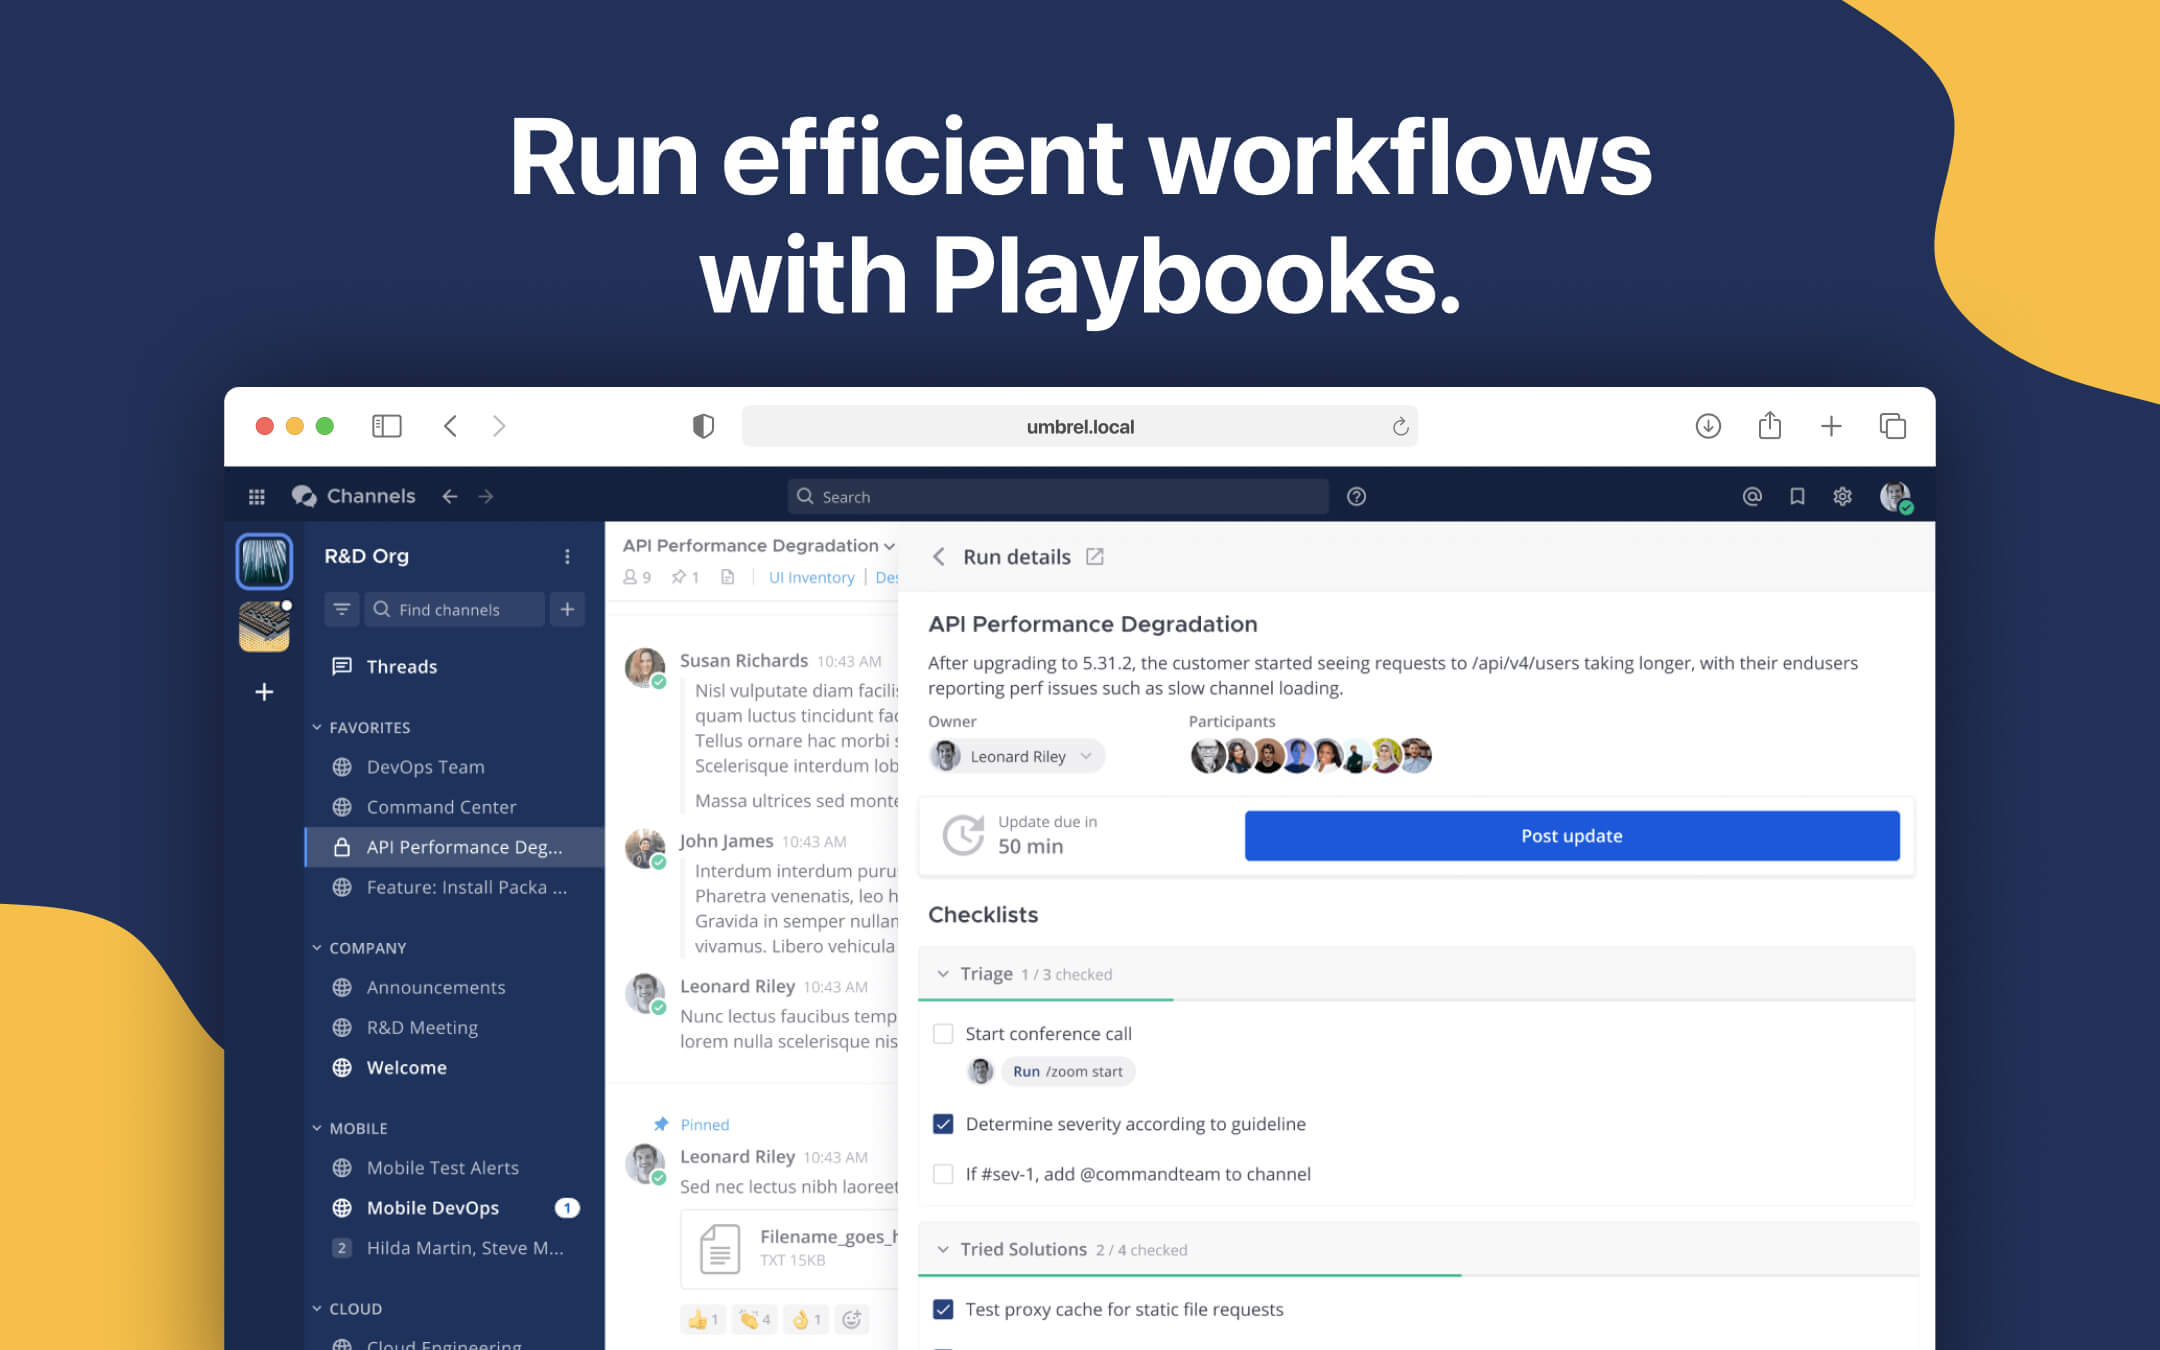 Run efficient workflows
with Playbooks.
umbrel.local
Channels
Search
R&D Org
Find channels
Threads
FAVORITES
DevOps Team
Command Center
API Performance Deg...
Feature: Install Packa ...
COMPANY
Announcements
R&D Meeting
Welcome
MOBILE
Mobile Test Alerts
Mobile DevOps 1
2 Hilda Martin, Steve M...
CLOUD
Cloud Engineering
API Performance Degradation
9 1 UI Inventory Des
Susan Richards 10:43 AM
Nisl vulputate diam facilis
quam luctus tincidunt fac
Tellus ornare hac morbi s
Scelerisque interdum lob
Massa ultrices sed monte
John James 10:43 AM
Interdum interdum puru
Pharetra venenatis, leo h
Gravida in semper nullam
vivamus. Libero vehicula
Leonard Riley 10:43 AM
Nunc lectus faucibus temp
lorem nulla scelerisque nis
Pinned
Leonard Riley 10:43 AM
Sed nec lectus nibh laoreet
Filename_goes_h
TXT 15KB
1 4 1
Run details
API Performance Degradation
After upgrading to 5.31.2, the customer started seeing requests to /api/v4/users taking longer, with their endusers
reporting perf issues such as slow channel loading.
Owner
Leonard Riley
Participants
Update due in
50 min
Post update
Checklists
Triage 1 / 3 checked
Start conference call
Run /zoom start
Determine severity according to guideline
If #sev-1, add @commandteam to channel
Tried Solutions 2 / 4 checked
Test proxy cache for static file requests